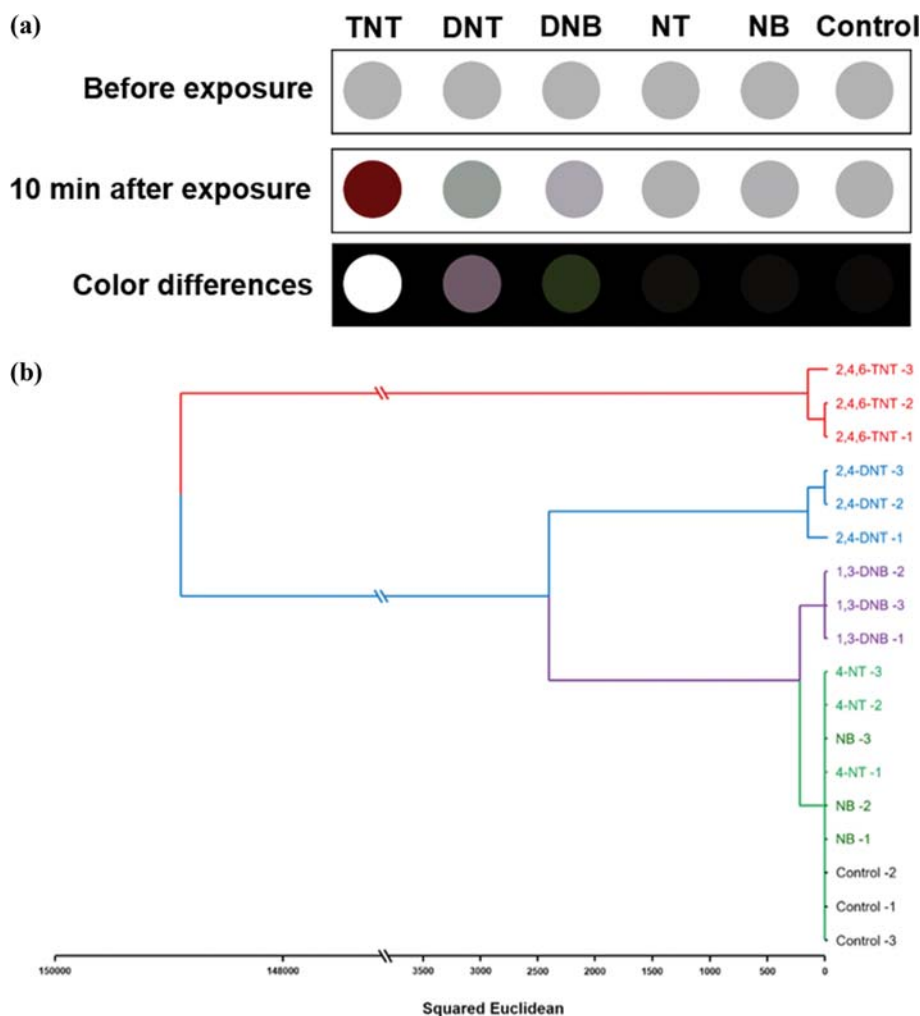 (a)
TNT DNT DNB NT NB Control
Before exposure
10 min after exposure
Color differences
(b)
2,4,6-TNT -3
2,4,6-TNT -2
2,4,6-TNT -1
2,4-DNT -3
2,4-DNT -2
2,4-DNT -1
1,3-DNB -2
1,3-DNB -3
1,3-DNB -1
4-NT -3
4-NT -2
NB -3
4-NT -1
NB -2
NB -1
Control -2
Control -1
Control -3
150000 148000 3500 3000 2500 2000 1500 1000 500 0
Squared Euclidean